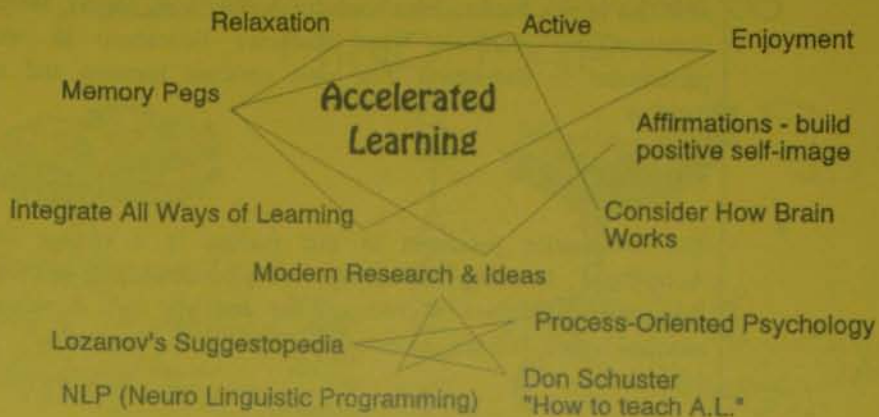 Relaxation
Active
Enjoyment
Memory Pegs
Accelerated
Learning
Affirmations - build
positive self-image
Integrate All Ways of Learning
Consider How Brain
Works
Modern Research & Ideas
Process-Oriented Psychology
Lozanov's Suggestopedia
NLP (Neuro Linguistic Programming)
Don Schuster
"How to teach A.L."